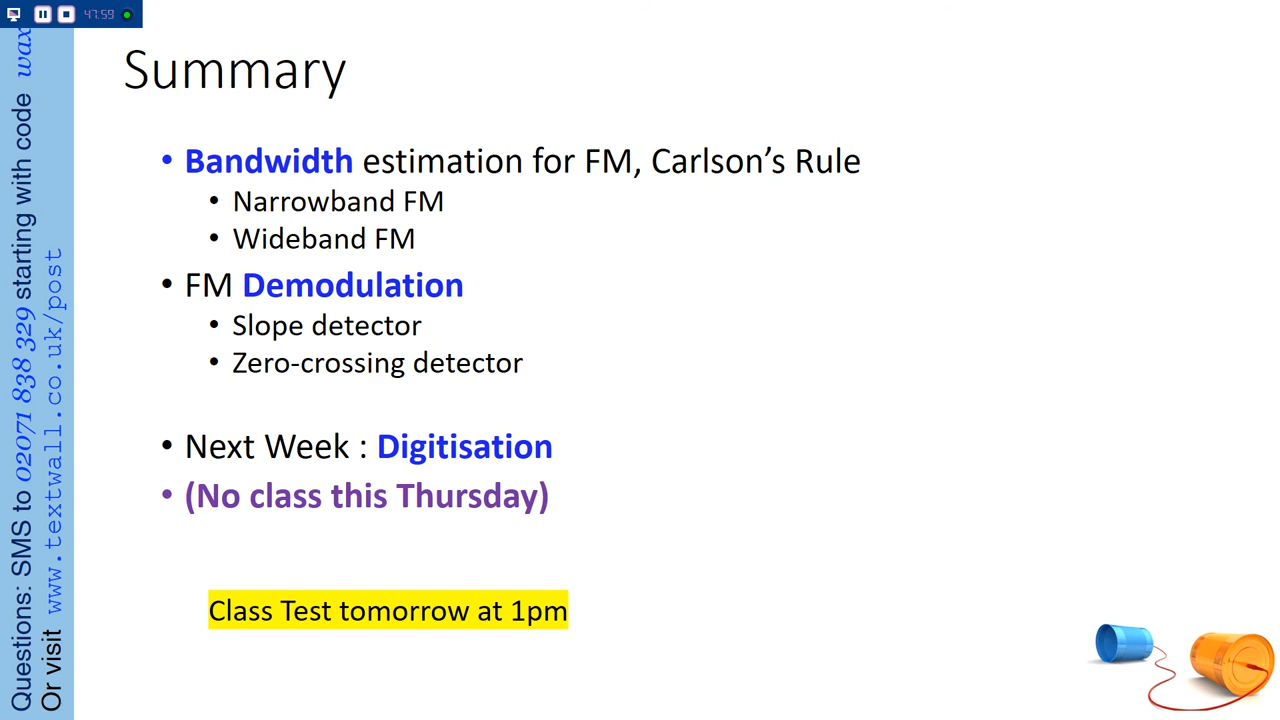 47:59
Summary
• Bandwidth estimation for FM, Carlson’s Rule
• Narrowband FM
• Wideband FM
• FM Demodulation
• Slope detector
• Zero-crossing detector
• Next Week : Digitisation
• (No class this Thursday)
Class Test tomorrow at 1pm
Questions: SMS to 02071 838 329 starting with code wax
Or visit www.textwall.co.uk/post